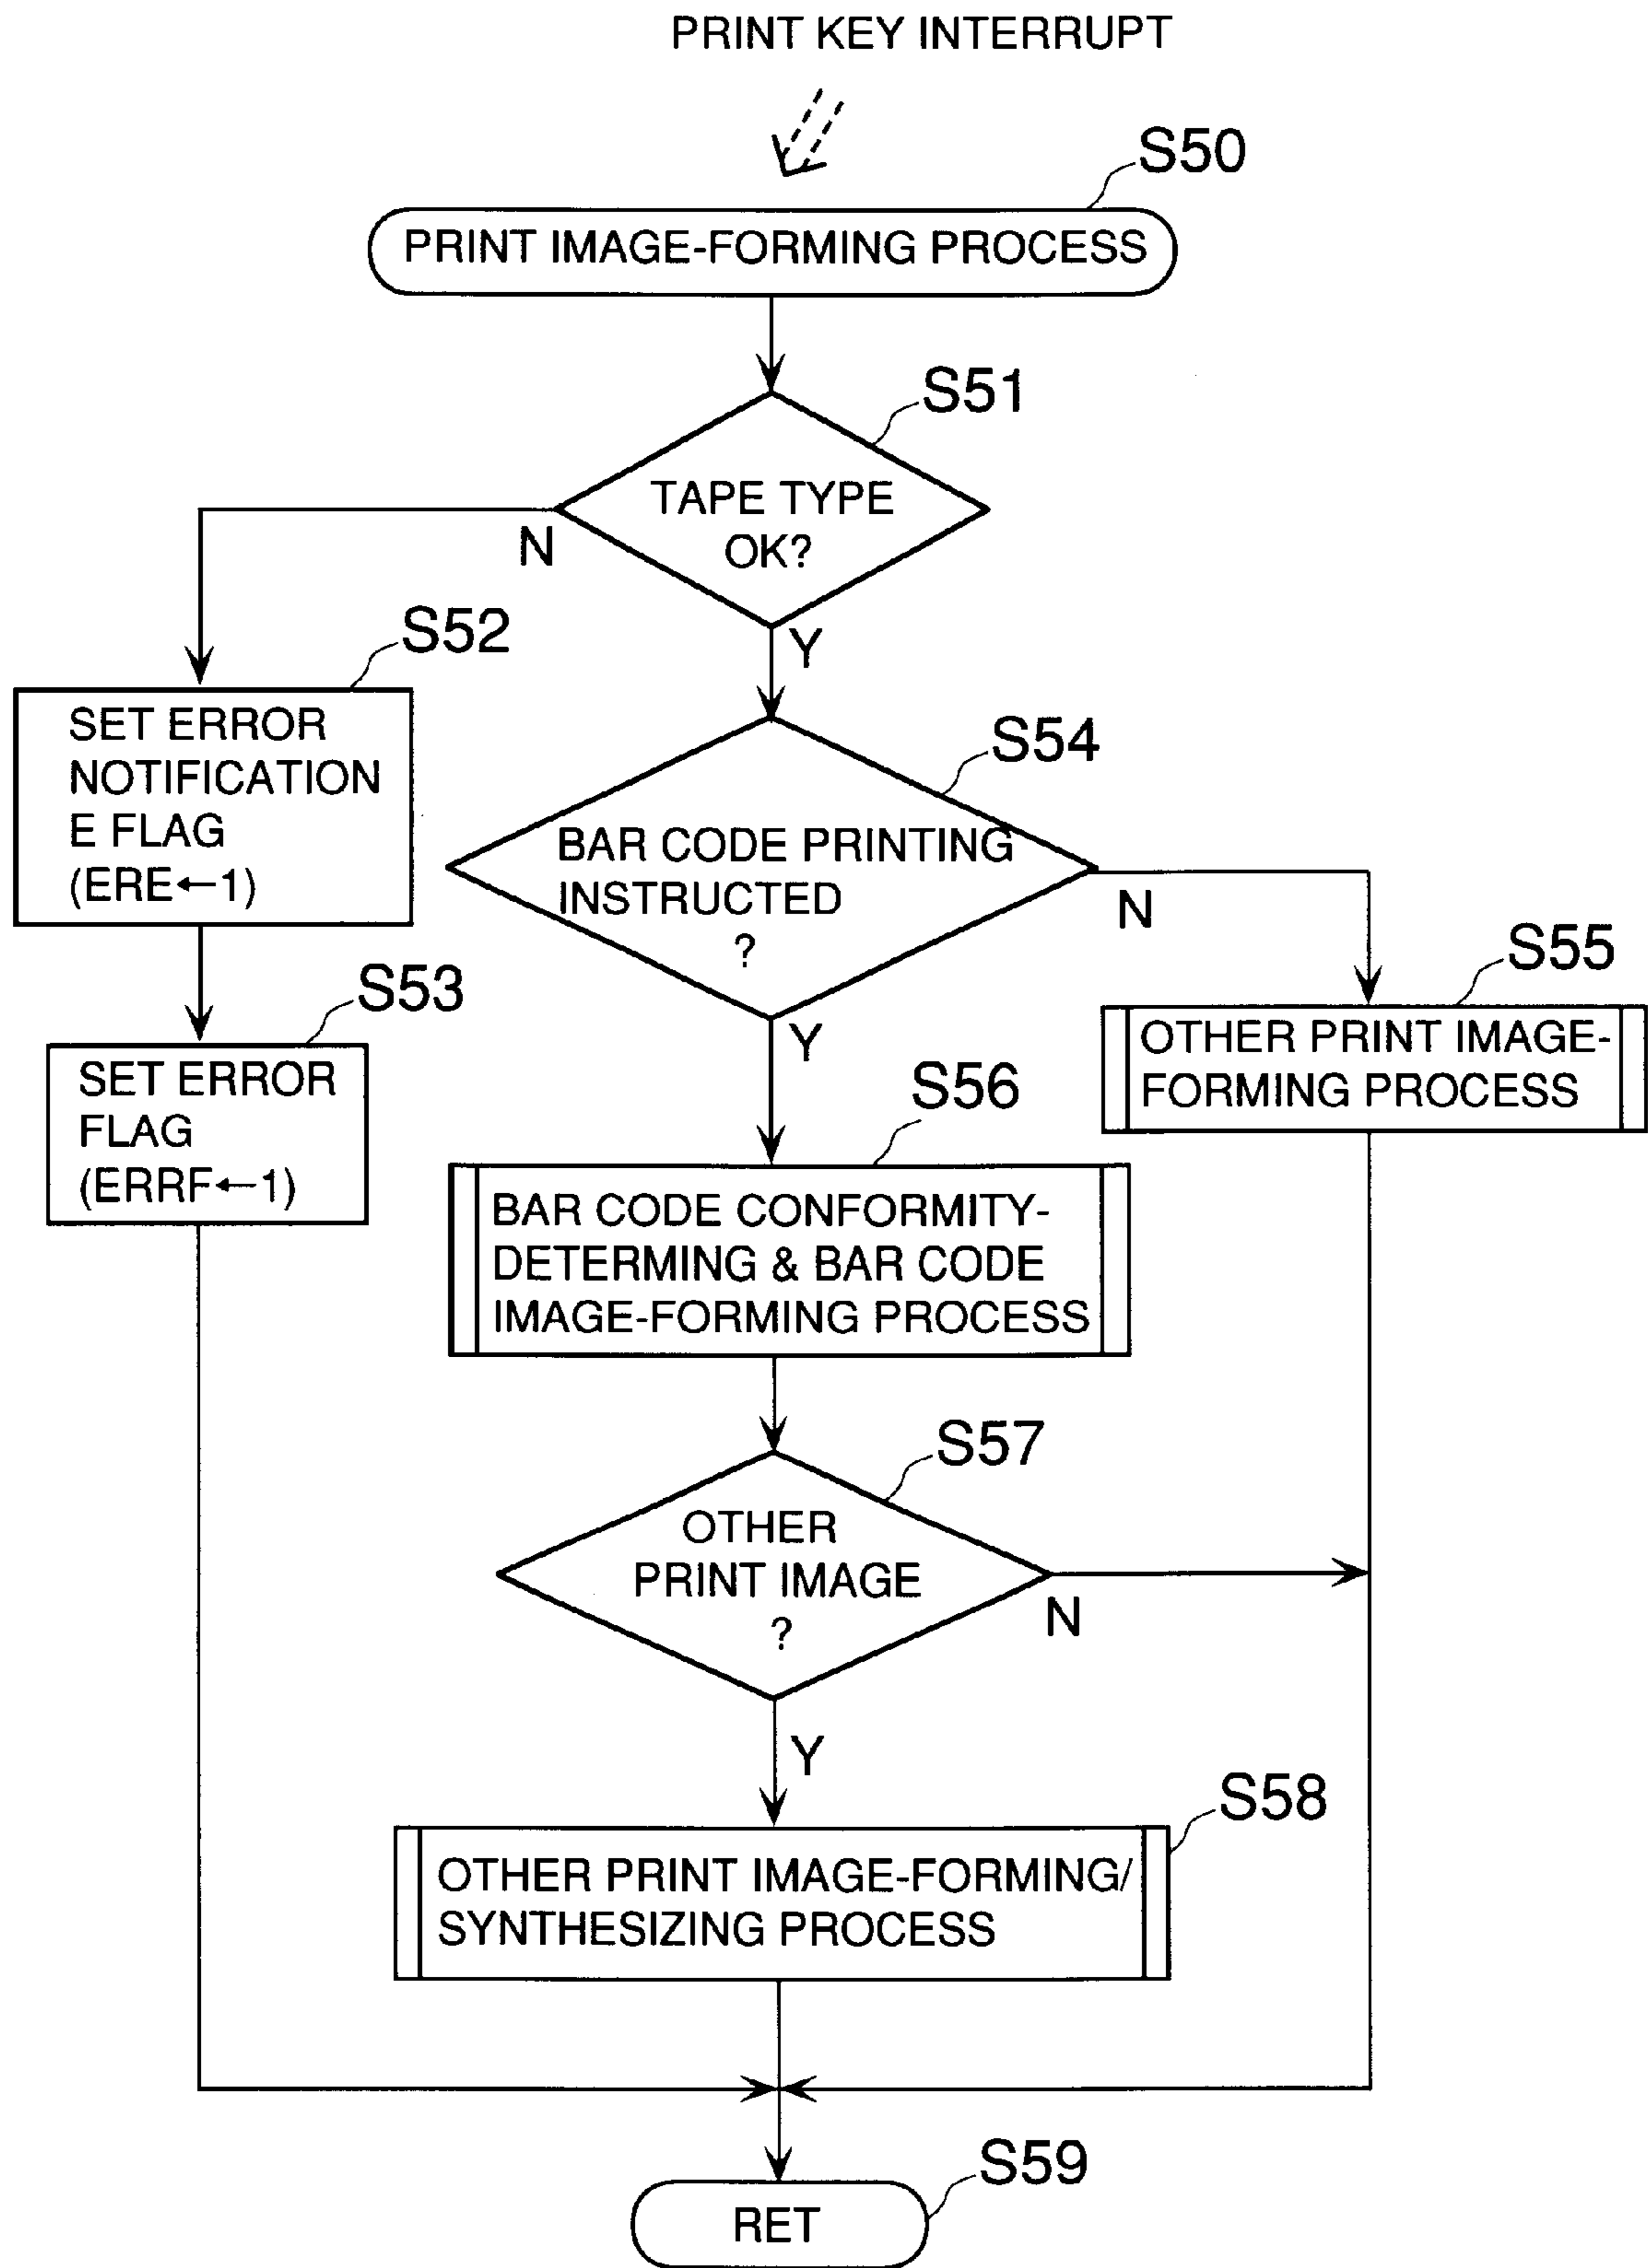 PRINT KEY INTERRUPT
S50
PRINT IMAGE-FORMING PROCESS
S51
TAPE TYPE
OK?
N
Y
S52
SET ERROR
NOTIFICATION
E FLAG
(ERE←1)
S54
BAR CODE PRINTING
INSTRUCTED
?
N
Y
S53
SET ERROR
FLAG
(ERRF←1)
S55
OTHER PRINT IMAGE-
FORMING PROCESS
S56
BAR CODE CONFORMITY-
DETERMING & BAR CODE
IMAGE-FORMING PROCESS
S57
OTHER
PRINT IMAGE
?
N
Y
S58
OTHER PRINT IMAGE-FORMING/
SYNTHESIZING PROCESS
S59
RET